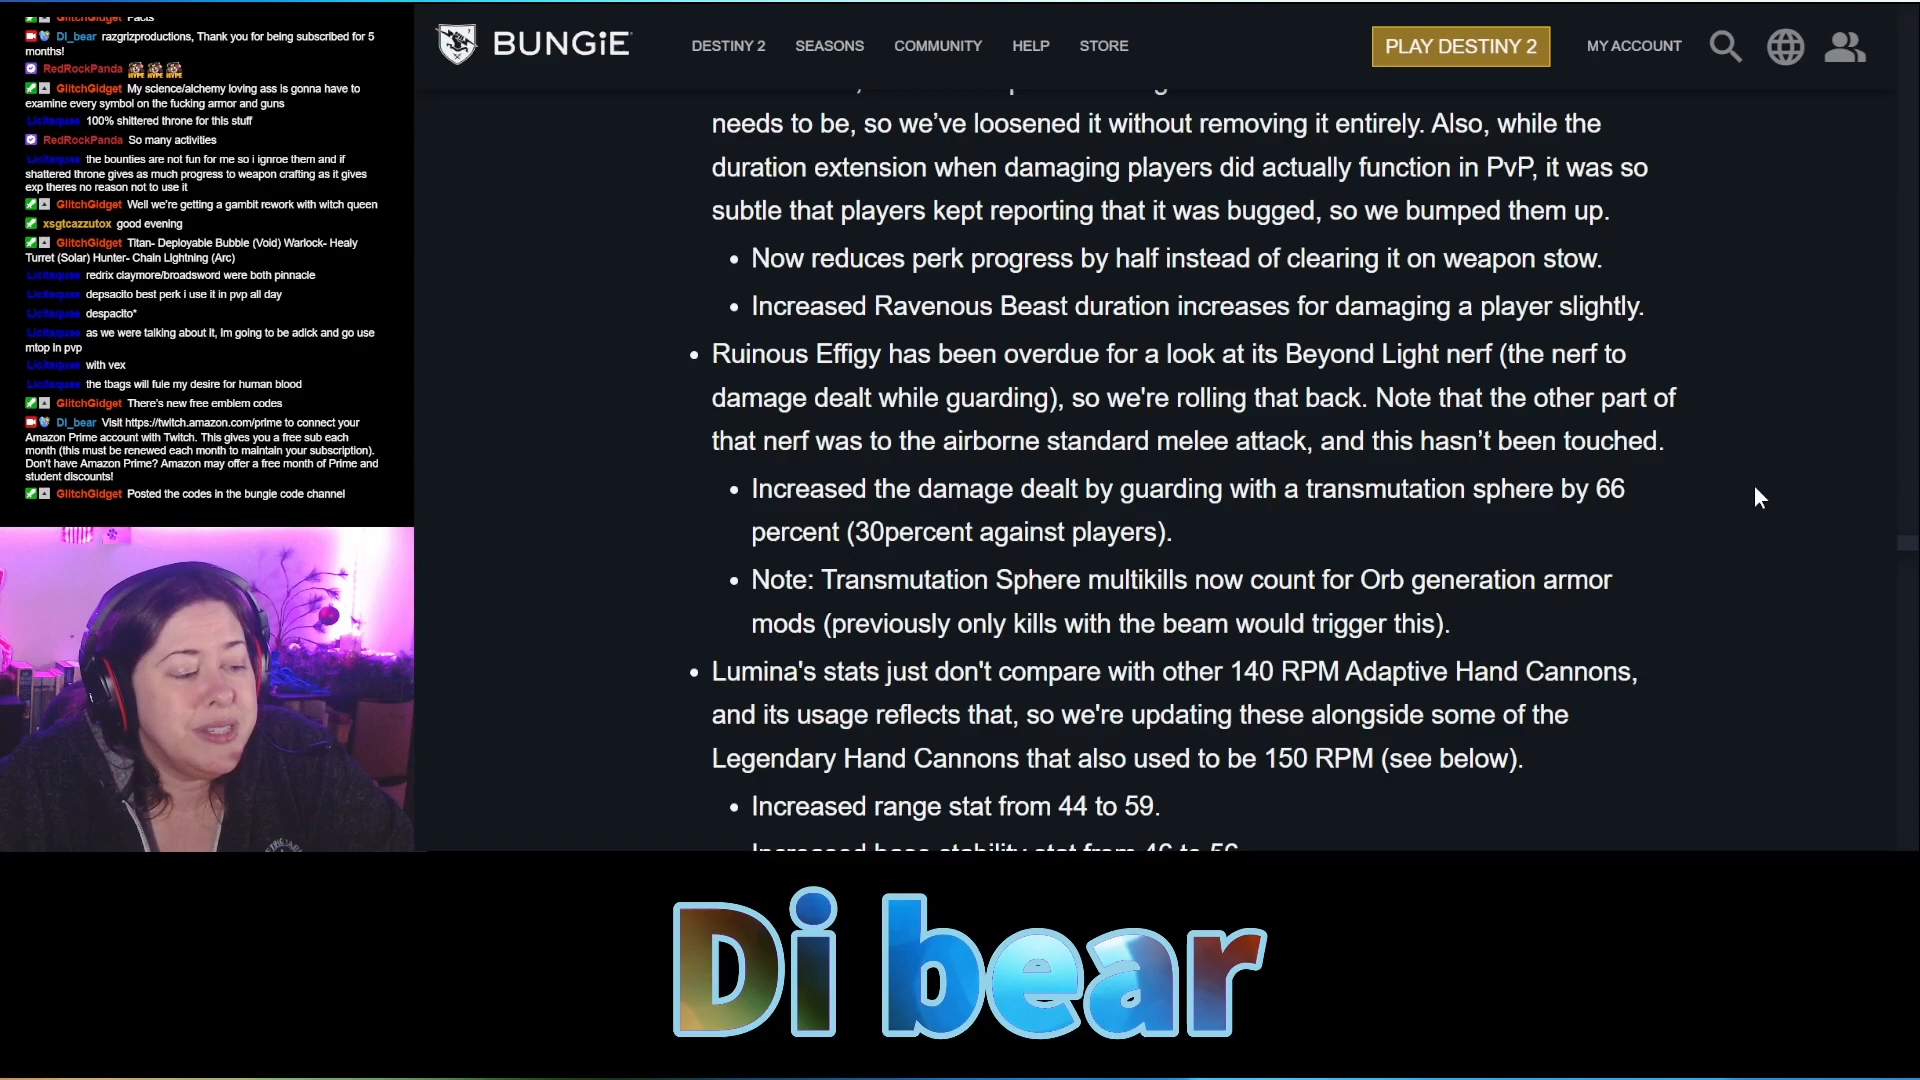 GlitchGidget Facts
Di_bear razgrizproductions, Thank you for being subscribed for 5
months!
RedRockPanda HYPE HYPE HYPE
GlitchGidget My science/alchemy loving ass is gonna have to
examine every symbol on the fucking armor and guns
100% shittered throne for this stuff
RedRockPanda So many activities
the bounties are not fun for me so i ignroe them and if
shattered throne gives as much progress to weapon crafting as it gives
exp theres no reason not to use it
GlitchGidget Well we're getting a gambit rework with witch queen
xsgtcazzutox good evening
GlitchGidget Titan- Deployable Bubble (Void) Warlock- Healy
Turret (Solar) Hunter- Chain Lightning (Arc)
redrix claymore/broadsword were both pinnacle
depsacito best perk i use it in pvp all day
despacito*
as we were talking about it, im going to be adick and go use
mtop in pvp
with vex
the tbags will fule my desire for human blood
GlitchGidget There's new free emblem codes
Di_bear Visit https://twitch.amazon.com/prime to connect your
Amazon Prime account with Twitch. This gives you a free sub each
month (this must be renewed each month to maintain your subscription).
Don't have Amazon Prime? Amazon may offer a free month of Prime and
student discounts!
GlitchGidget Posted the codes in the bungie code channel
BUNGiE
DESTINY 2 SEASONS COMMUNITY HELP STORE
PLAY DESTINY 2
MY ACCOUNT
needs to be, so we've loosened it without removing it entirely. Also, while the
duration extension when damaging players did actually function in PvP, it was so
subtle that players kept reporting that it was bugged, so we bumped them up.
• Now reduces perk progress by half instead of clearing it on weapon stow.
• Increased Ravenous Beast duration increases for damaging a player slightly.
• Ruinous Effigy has been overdue for a look at its Beyond Light nerf (the nerf to
damage dealt while guarding), so we're rolling that back. Note that the other part of
that nerf was to the airborne standard melee attack, and this hasn't been touched.
• Increased the damage dealt by guarding with a transmutation sphere by 66
percent (30percent against players).
• Note: Transmutation Sphere multikills now count for Orb generation armor
mods (previously only kills with the beam would trigger this).
• Lumina's stats just don't compare with other 140 RPM Adaptive Hand Cannons,
and its usage reflects that, so we're updating these alongside some of the
Legendary Hand Cannons that also used to be 150 RPM (see below).
• Increased range stat from 44 to 59.
Increased base stability stat from 46 to 56
Di bear